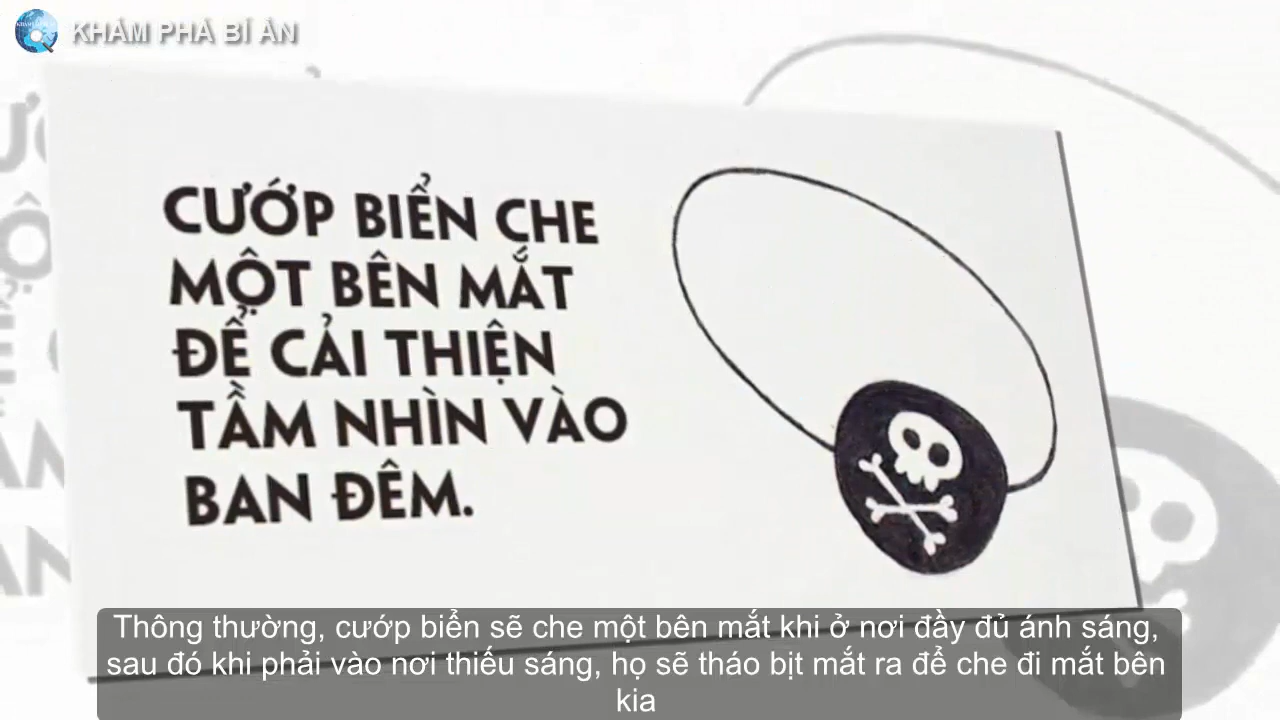 KHÁM PHÁ BÍ ẨN
CƯỚP BIỂN CHE
MỘT BÊN MẮT
ĐỂ CẢI THIỆN
TẦM NHÌN VÀO
BAN ĐÊM.
Thông thường, cướp biển sẽ che một bên mắt khi ở nơi đầy đủ ánh sáng,
sau đó khi phải vào nơi thiếu sáng, họ sẽ tháo bịt mắt ra để che đi mắt bên
kia